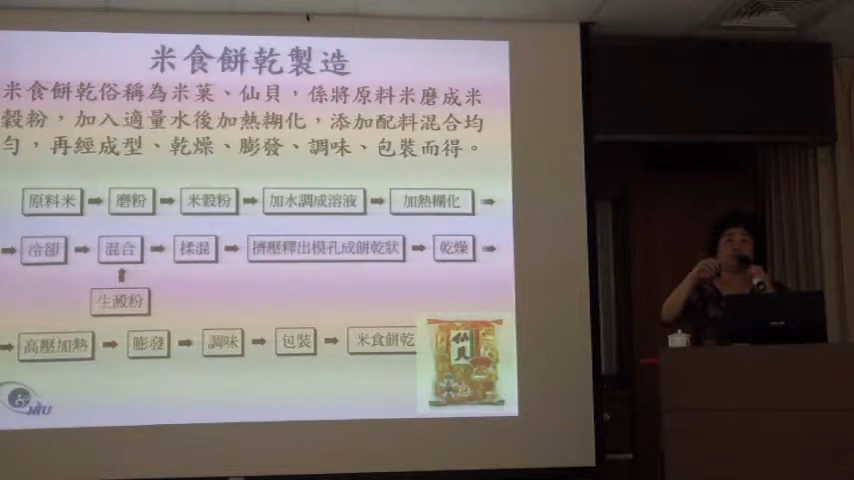 米食餅乾製造
米食餅乾俗稱為米菓、仙貝，係將原料米磨成米
穀粉，加入適量水後加熱糊化，添加配料混合均
勻，再經成型、乾燥、膨發、調味、包裝而得。
原料米 磨粉 米穀粉 加水調成溶液 加熱糊化
冷卻 混合 揉混 擠壓釋出模孔成餅乾狀 乾燥
生澱粉
高壓加熱 膨發 調味 包裝 米食餅乾
仙貝
NIU